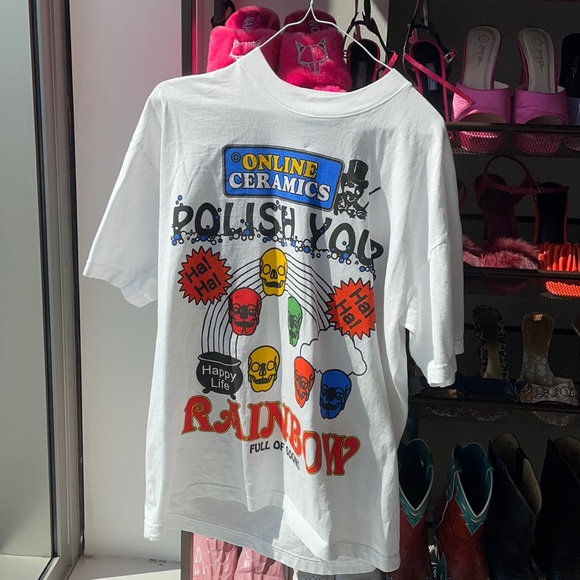 © ONLINE
CERAMICS
POLISH YOU
Ha!
Ha!
Ha!
Ha!
Happy
Life
RAINBOW
FULL OF